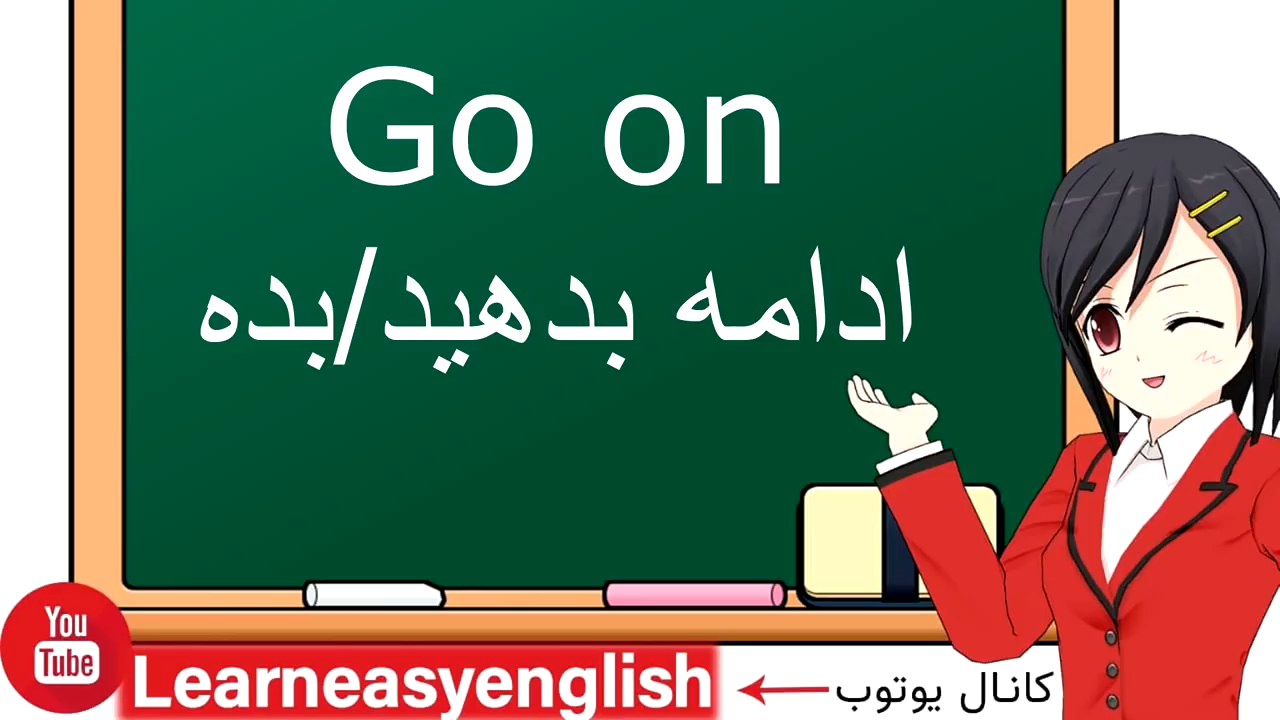 Go on
ادامه بدهید/بده
You
Tube
Learneasyenglish
کانال یوتوب